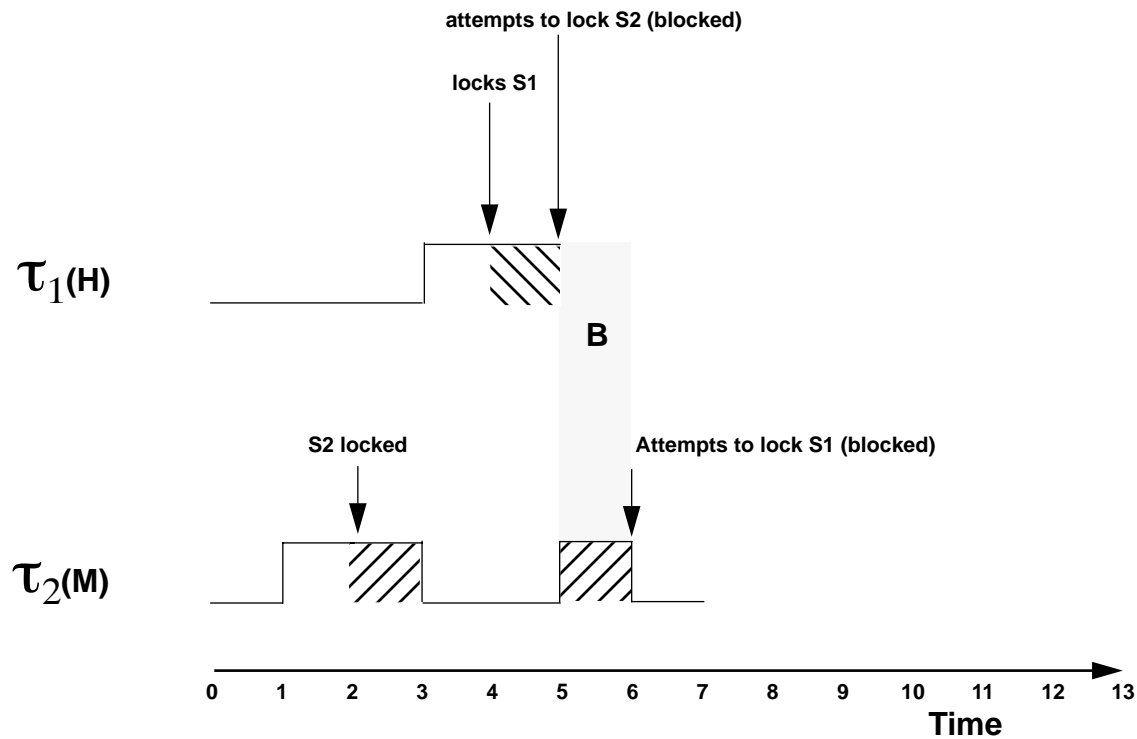 attempts to lock S2 (blocked)
locks S1
τ1(H)
B
S2 locked
Attempts to lock S1 (blocked)
τ2(M)
0 1 2 3 4 5 6 7 8 9 10 11 12 13
Time